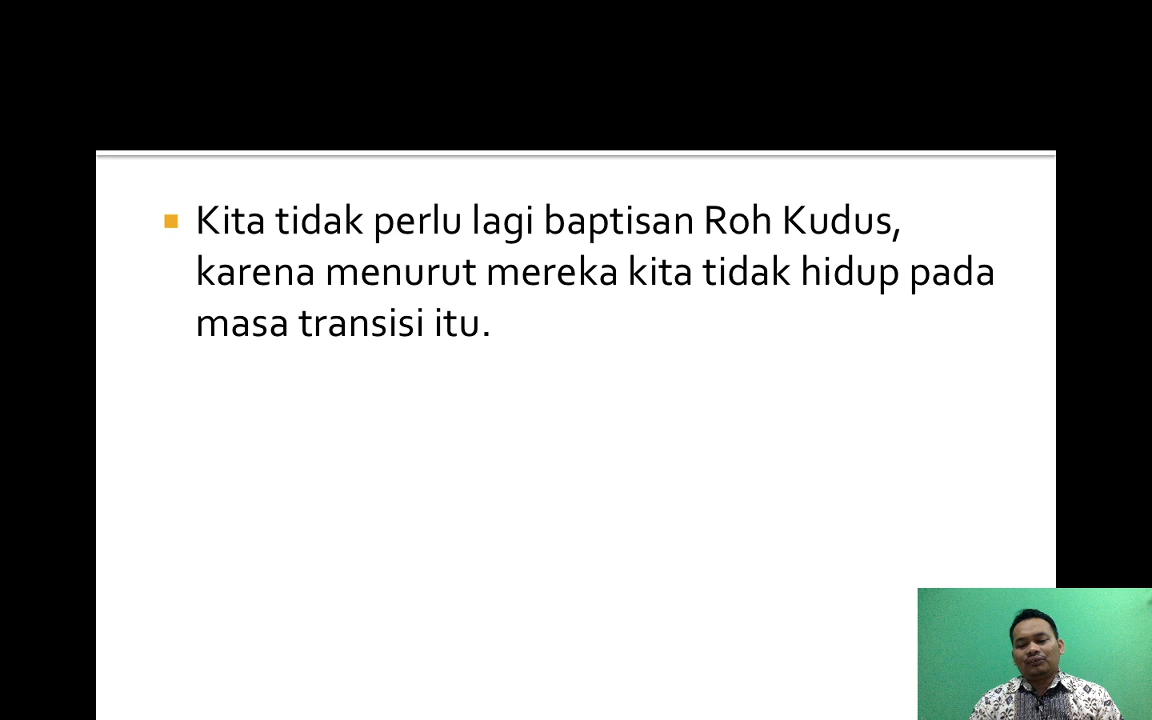 Kita tidak perlu lagi baptisan Roh Kudus,
karena menurut mereka kita tidak hidup pada
masa transisi itu.